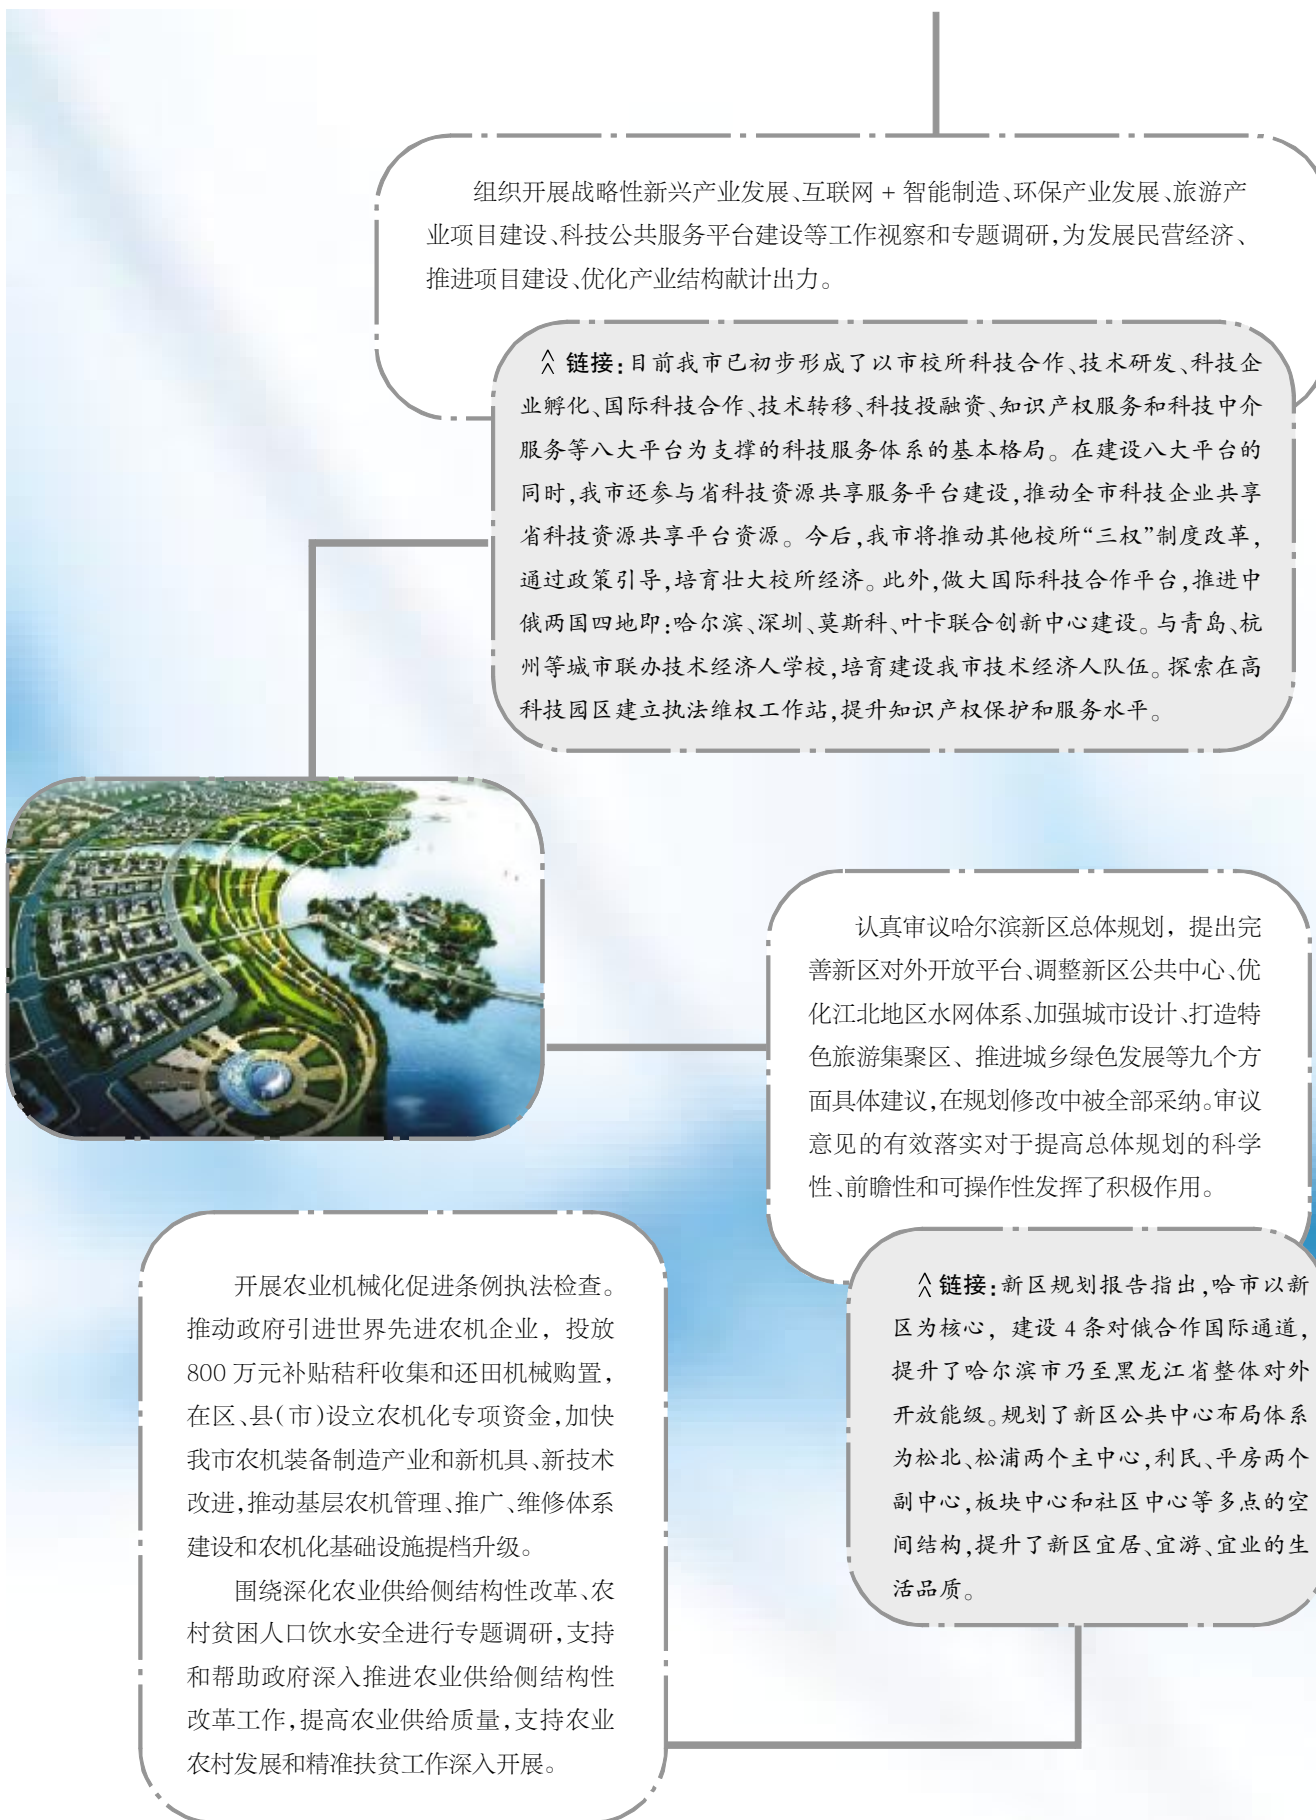 组织开展战略性新兴产业发展、互联网 + 智能制造、环保产业发展、旅游产
业项目建设、科技公共服务平台建设等工作视察和专题调研,为发展民营经济、
推进项目建设、优化产业结构献计出力。
链接:目前我市已初步形成了以市校所科技合作、技术研发、科技企
业孵化、国际科技合作、技术转移、科技投融资、知识产权服务和科技中介
服务等八大平台为支撑的科技服务体系的基本格局。在建设八大平台的
同时,我市还参与省科技资源共享服务平台建设,推动全市科技企业共享
省科技资源共享平台资源。今后,我市将推动其他校所“三权”制度改革,
通过政策引导,培育壮大校所经济。此外,做大国际科技合作平台,推进中
俄两国四地即:哈尔滨、深圳、莫斯科、叶卡联合创新中心建设。与青岛、杭
州等城市联办技术经济人学校,培育建设我市技术经济人队伍。探索在高
科技园区建立执法维权工作站,提升知识产权保护和服务水平。
认真审议哈尔滨新区总体规划，提出完
善新区对外开放平台、调整新区公共中心、优
化江北地区水网体系、加强城市设计、打造特
色旅游集聚区、推进城乡绿色发展等九个方
面具体建议,在规划修改中被全部采纳。审议
意见的有效落实对于提高总体规划的科学
性、前瞻性和可操作性发挥了积极作用。
链接:新区规划报告指出,哈市以新
区为核心，建设 4 条对俄合作国际通道,
提升了哈尔滨市乃至黑龙江省整体对外
开放能级。规划了新区公共中心布局体系
为松北、松浦两个主中心,利民、平房两个
副中心,板块中心和社区中心等多点的空
间结构,提升了新区宜居、宜游、宜业的生
活品质。
开展农业机械化促进条例执法检查。
推动政府引进世界先进农机企业，投放
800 万元补贴秸秆收集和还田机械购置,
在区、县(市)设立农机化专项资金,加快
我市农机装备制造产业和新机具、新技术
改进,推动基层农机管理、推广、维修体系
建设和农机化基础设施提档升级。
围绕深化农业供给侧结构性改革、农
村贫困人口饮水安全进行专题调研,支持
和帮助政府深入推进农业供给侧结构性
改革工作,提高农业供给质量,支持农业
农村发展和精准扶贫工作深入开展。